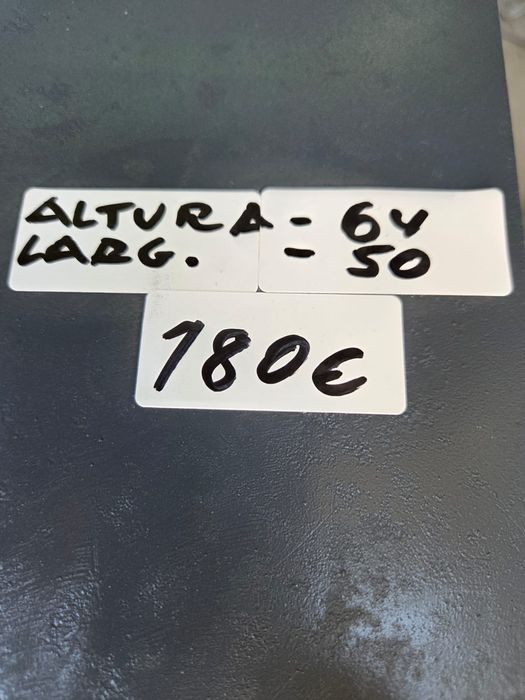 ALTURA - 64
LARG. - 50
180€